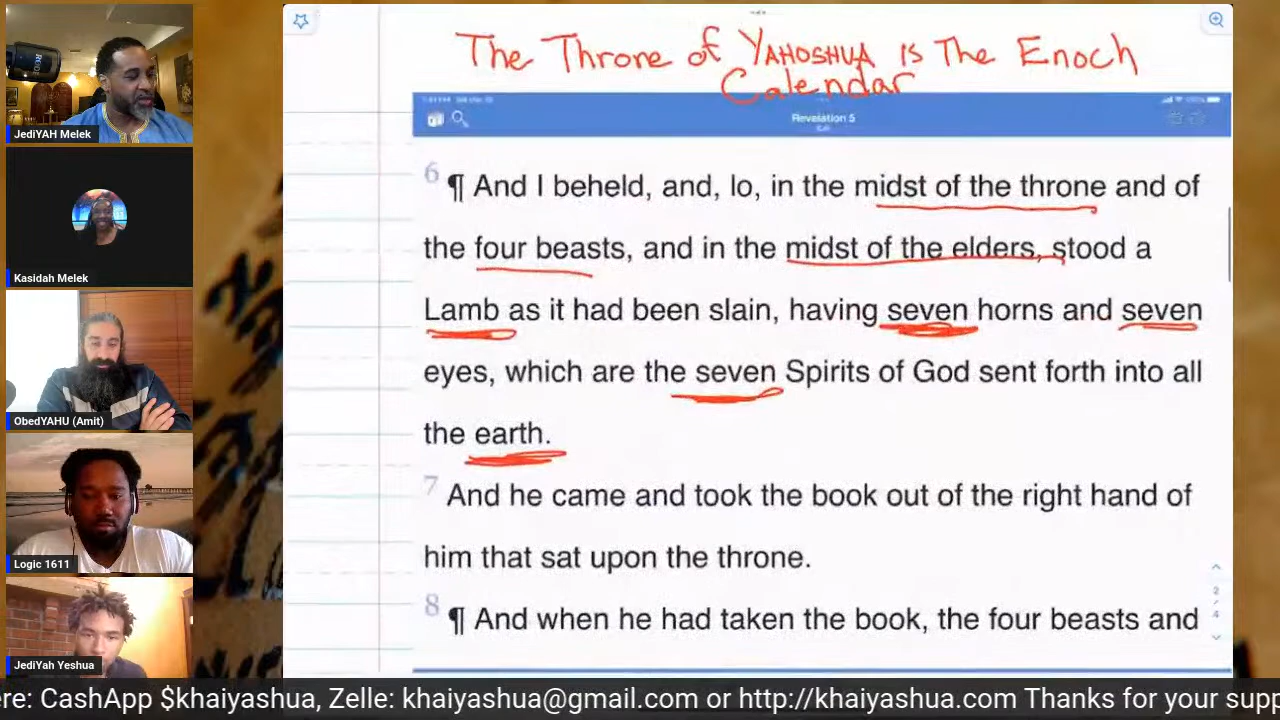 The Throne of YAHOSHUA is The Enoch
Calendar
Revelation 5
6 ¶ And I beheld, and, lo, in the midst of the throne and of
the four beasts, and in the midst of the elders, stood a
Lamb as it had been slain, having seven horns and seven
eyes, which are the seven Spirits of God sent forth into all
the earth.
7 And he came and took the book out of the right hand of
him that sat upon the throne.
8 ¶ And when he had taken the book, the four beasts and
2
/
4
JediYAH Melek
Kasidah Melek
ObedYAHU (Amit)
Logic 1611
JediYah Yeshua
ere: CashApp $khaiyashua, Zelle: khaiyashua@gmail.com or http://khaiyashua.com Thanks for your supp